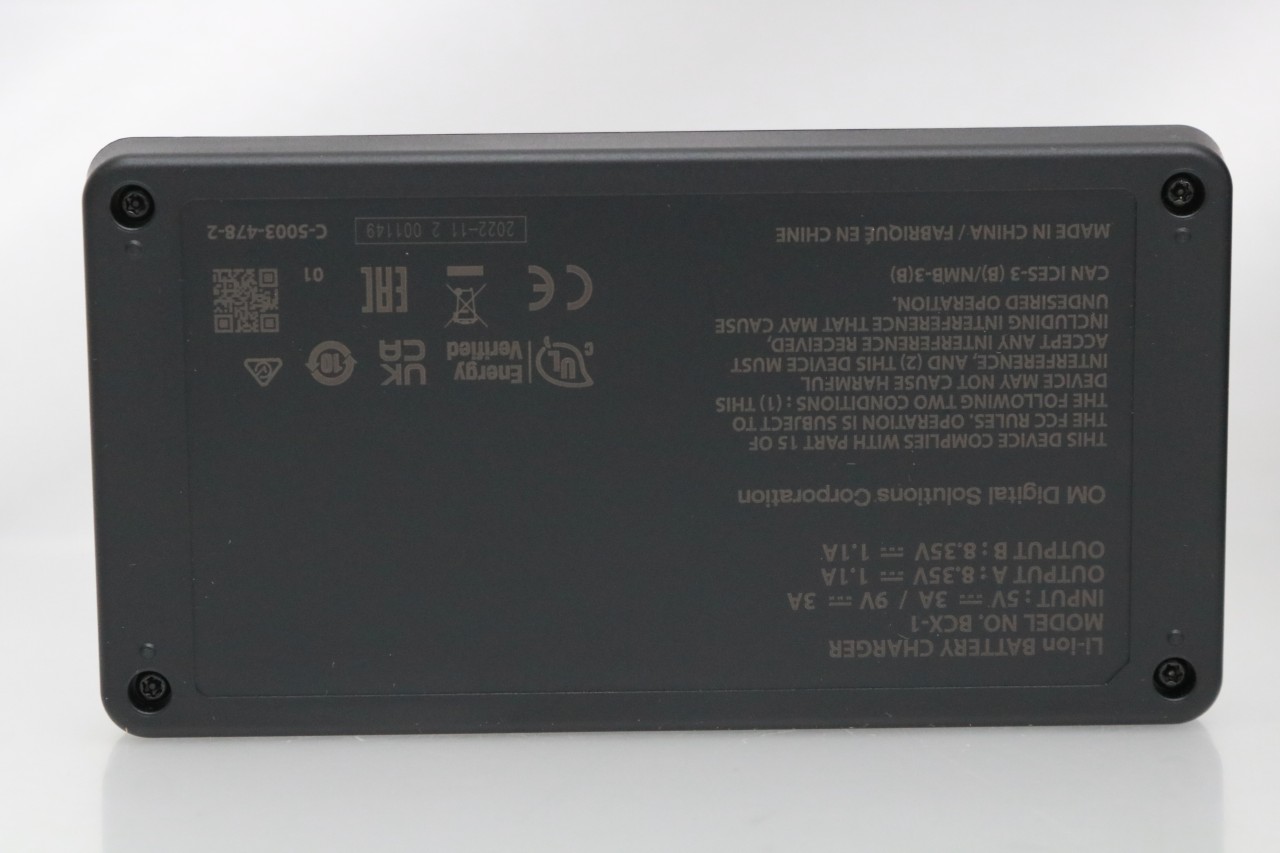 Li-ion BATTERY CHARGER
MODEL NO. BCX-1
INPUT : 5V ⎓ 3A / 9V ⎓ 3A
OUTPUT A : 8.35V ⎓ 1.1A
OUTPUT B : 8.35V ⎓ 1.1A
OM Digital Solutions Corporation
THIS DEVICE COMPLIES WITH PART 15 OF
THE FCC RULES. OPERATION IS SUBJECT TO
THE FOLLOWING TWO CONDITIONS : (1) THIS
DEVICE MAY NOT CAUSE HARMFUL
INTERFERENCE, AND (2) THIS DEVICE MUST
ACCEPT ANY INTERFERENCE RECEIVED,
INCLUDING INTERFERENCE THAT MAY CAUSE
UNDESIRED OPERATION.
CAN ICES-3 (B)/NMB-3(B)
MADE IN CHINA / FABRIQUÉ EN CHINE
c UL Energy
Verified
UK
CA
10
CE
EAC
01
2022-11 2 001149
C-5003-478-2